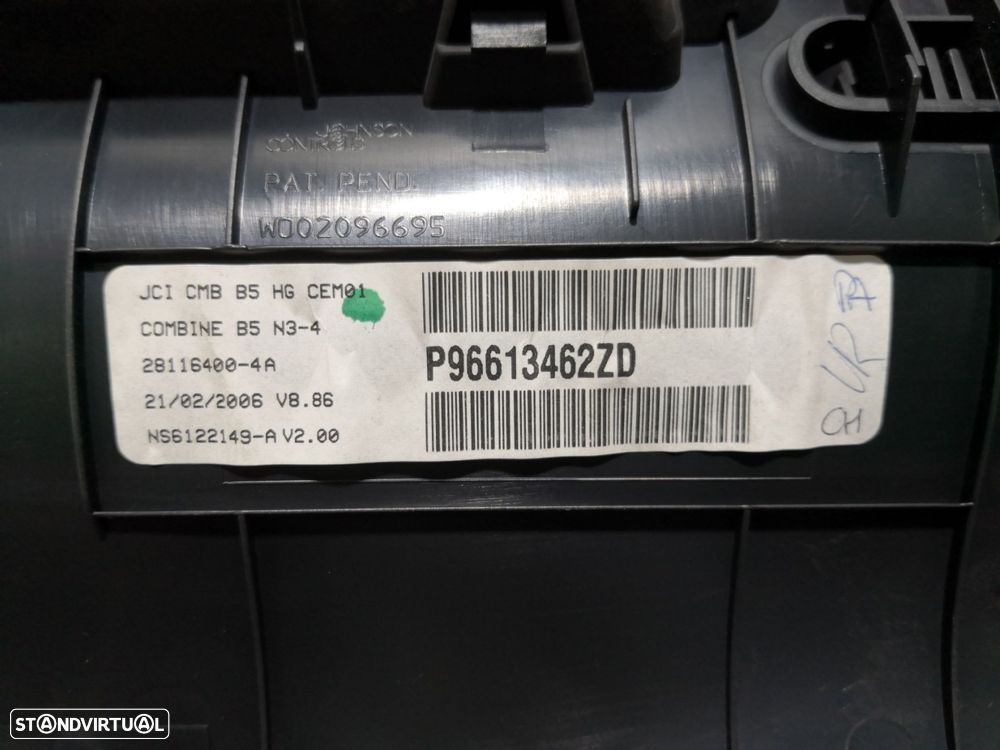 JOHNSON
CONTROLS
PAT. PEND.
W002096695
JCI CMB B5 HG CEM01
COMBINE B5 N3-4
28116400-4A
21/02/2006 V8.86
NS6122149-A V2.00
P96613462ZD
CH
STANDVIRTUAL